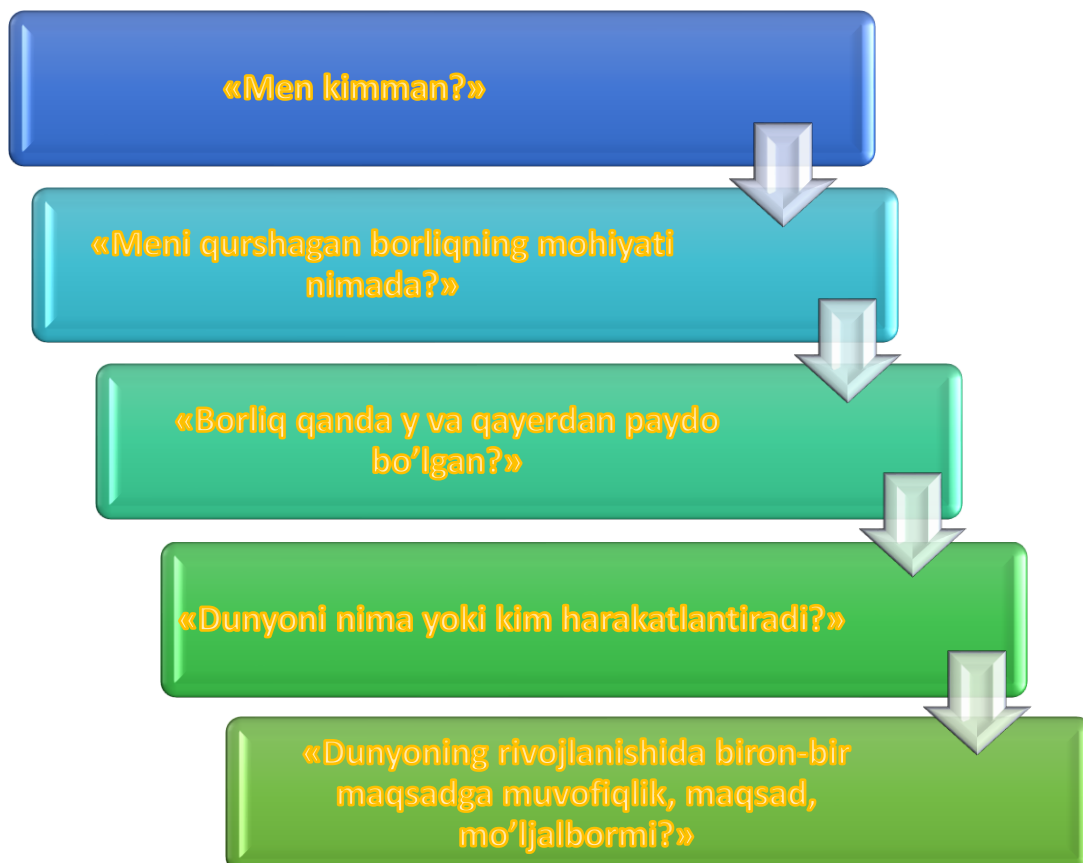 «Men kimman?»
«Meni qurshagan borliqning mohiyati
nimada?»
«Borliq qanda y va qayerdan paydo
bo’lgan?»
«Dunyoni nima yoki kim harakatlantiradi?»
«Dunyoning rivojlanishida biron-bir
maqsadga muvofiqlik, maqsad,
mo’ljalbormi?»